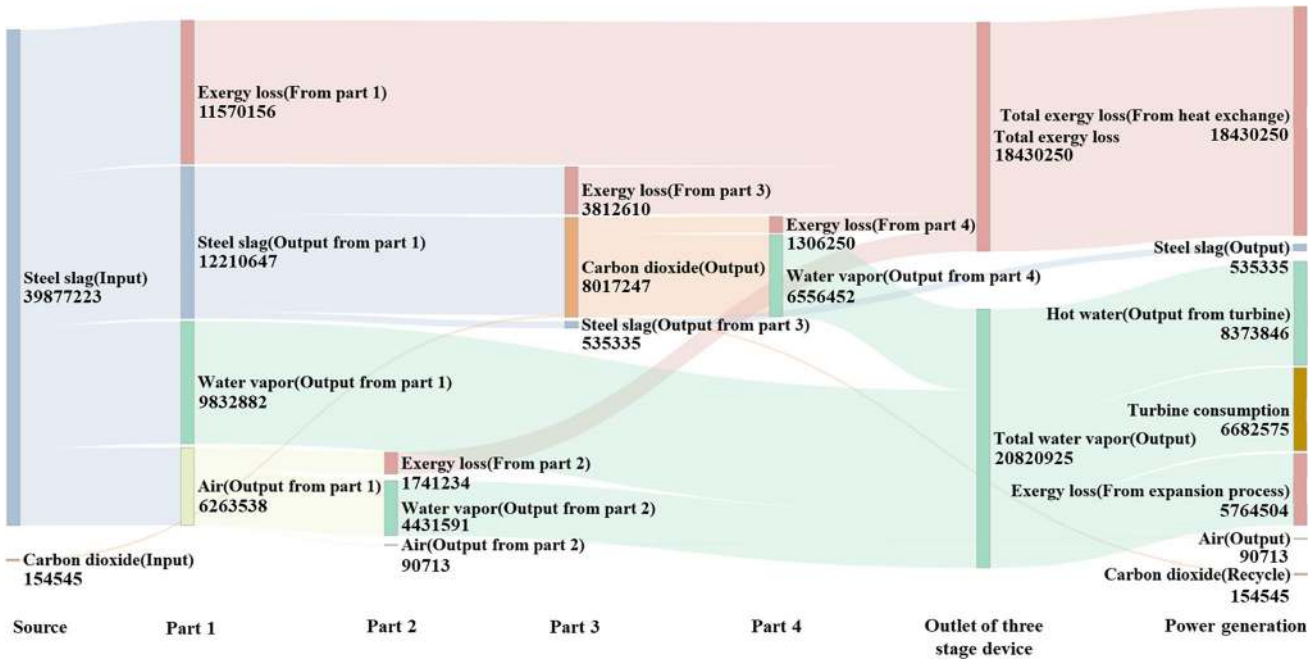 Steel slag(Input)
39877223
Carbon dioxide(Input)
154545
Exergy loss(From part 1)
11570156
Steel slag(Output from part 1)
12210647
Water vapor(Output from part 1)
9832882
Air(Output from part 1)
6263538
Exergy loss(From part 2)
1741234
Water vapor(Output from part 2)
4431591
Air(Output from part 2)
90713
Exergy loss(From part 3)
3812610
Carbon dioxide(Output)
8017247
Steel slag(Output from part 3)
535335
Exergy loss(From part 4)
1306250
Water vapor(Output from part 4)
6556452
Total exergy loss
18430250
Total water vapor(Output)
20820925
Total exergy loss(From heat exchange)
18430250
Steel slag(Output)
535335
Hot water(Output from turbine)
8373846
Turbine consumption
6682575
Exergy loss(From expansion process)
5764504
Air(Output)
90713
Carbon dioxide(Recycle)
154545
Source
Part 1
Part 2
Part 3
Part 4
Outlet of three
stage device
Power generation